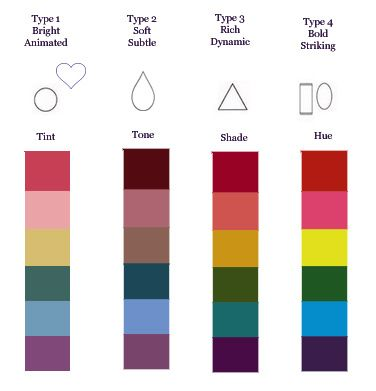 Type 1
Bright
Animated
Type 2
Soft
Subtle
Type 3
Rich
Dynamic
Type 4
Bold
Striking
Tint
Tone
Shade
Hue